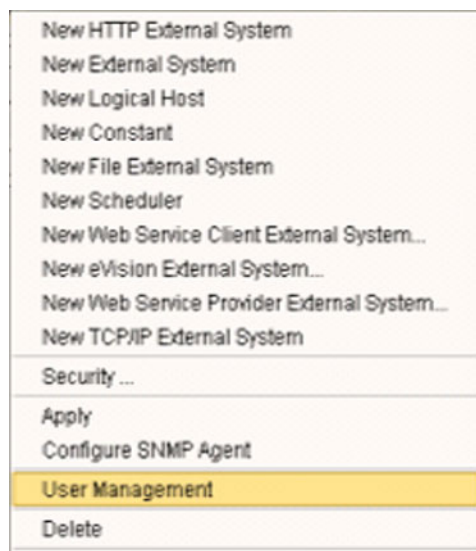 New HTTP External System
New External System
New Logical Host
New Constant
New File External System
New Scheduler
New Web Service Client External System...
New eVision External System...
New Web Service Provider External System...
New TCP/IP External System
Security ...
Apply
Configure SNMP Agent
User Management
Delete